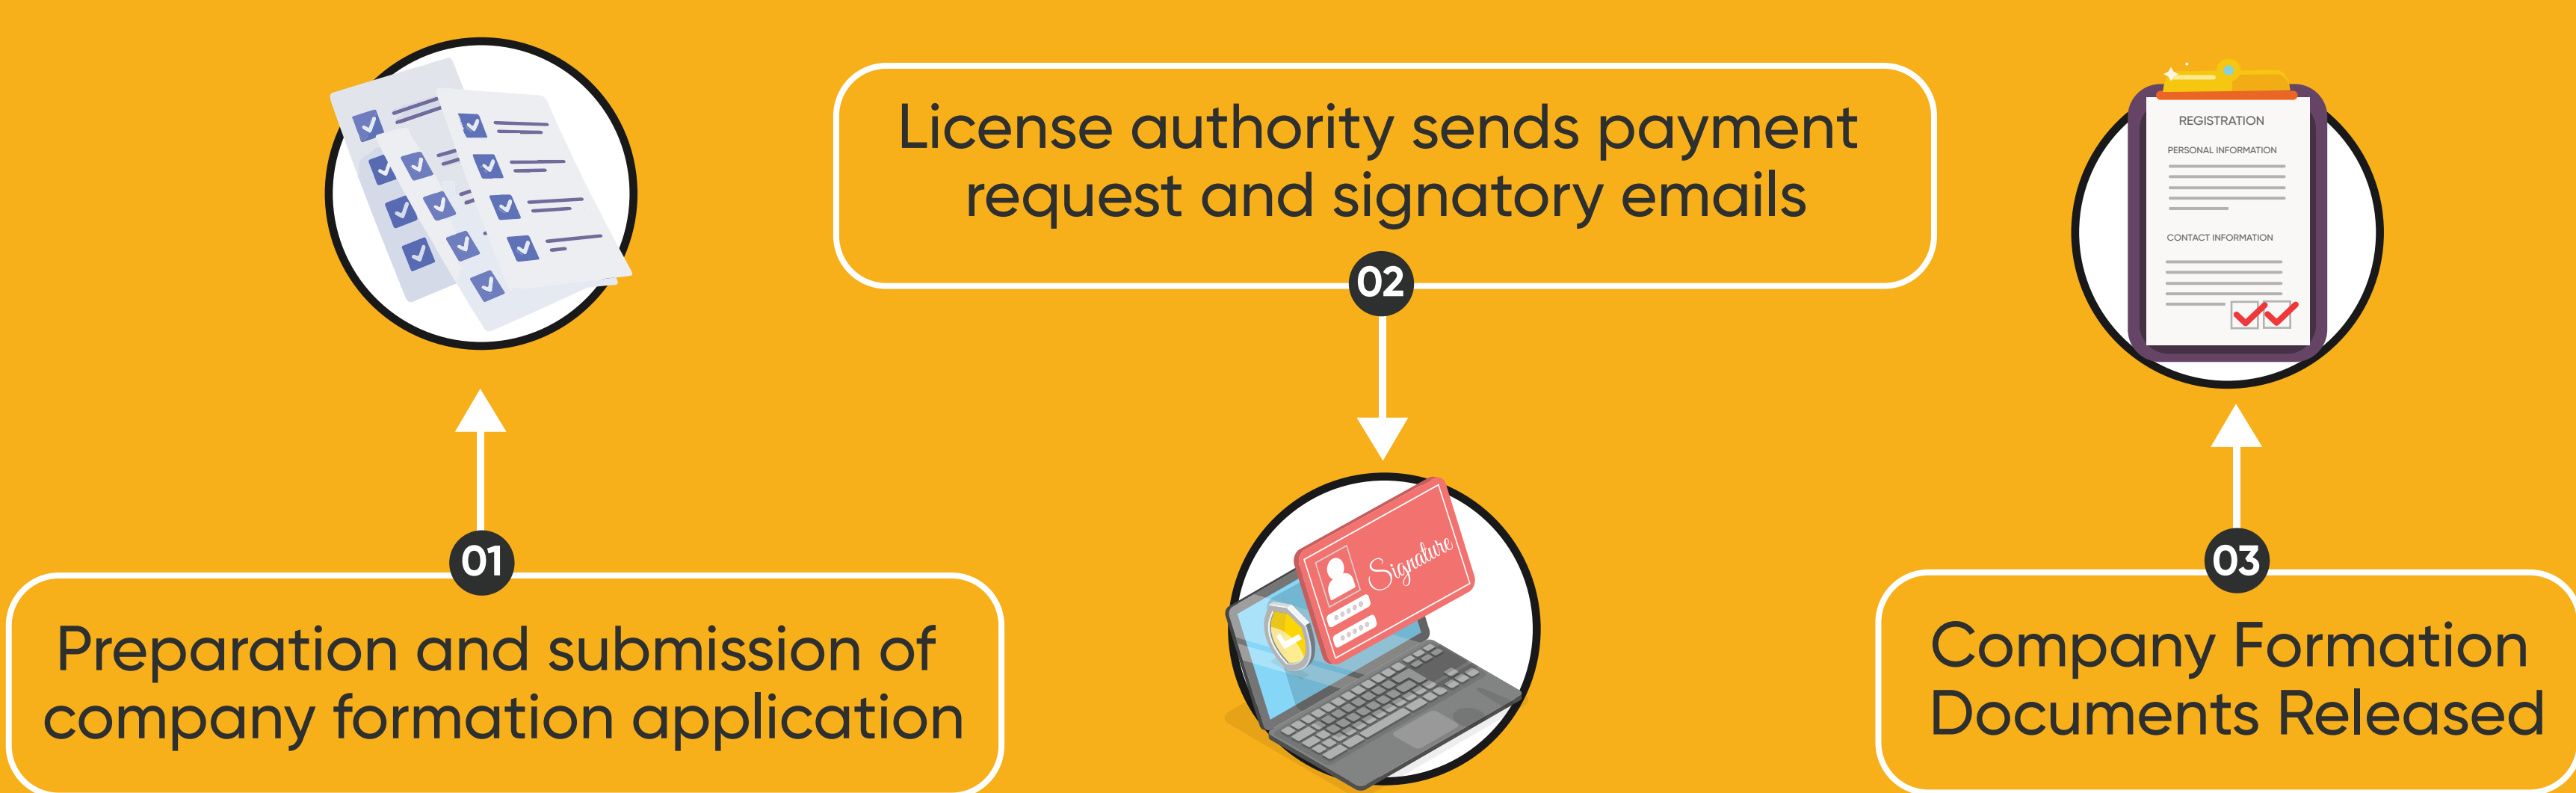 01
Preparation and submission of
company formation application
License authority sends payment
request and signatory emails
02
Signature
REGISTRATION
PERSONAL INFORMATION
CONTACT INFORMATION
03
Company Formation
Documents Released